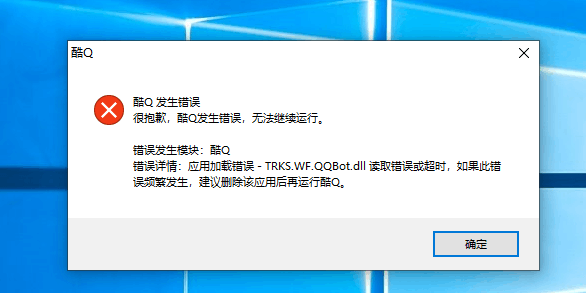 酷Q
酷Q 发生错误
很抱歉，酷Q发生错误，无法继续运行。
错误发生模块：酷Q
错误详情：应用加载错误 - TRKS.WF.QQBot.dll 读取错误或超时，如果此错
误频繁发生，建议删除该应用后再运行酷Q。
确定